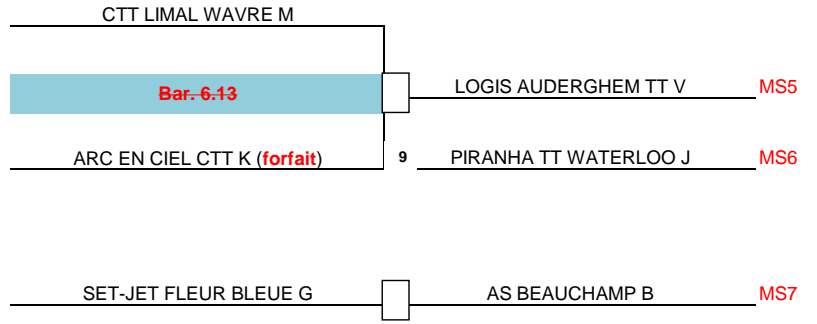 CTT LIMAL WAVRE M
Bar. 6.13 LOGIS AUDERGHEM TT V MS5
ARC EN CIEL CTT K (forfait) 9 PIRANHA TT WATERLOO J MS6
SET-JET FLEUR BLEUE G AS BEAUCHAMP B MS7